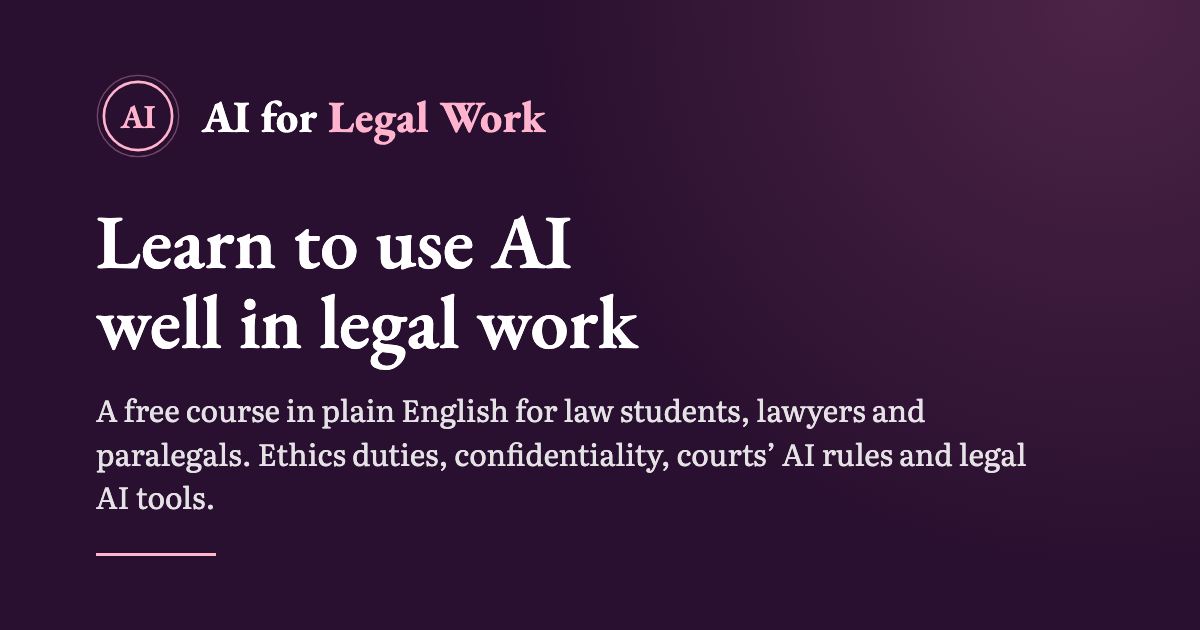 AI
AI for Legal Work
Learn to use AI
well in legal work
A free course in plain English for law students, lawyers and
paralegals. Ethics duties, confidentiality, courts’ AI rules and legal
AI tools.